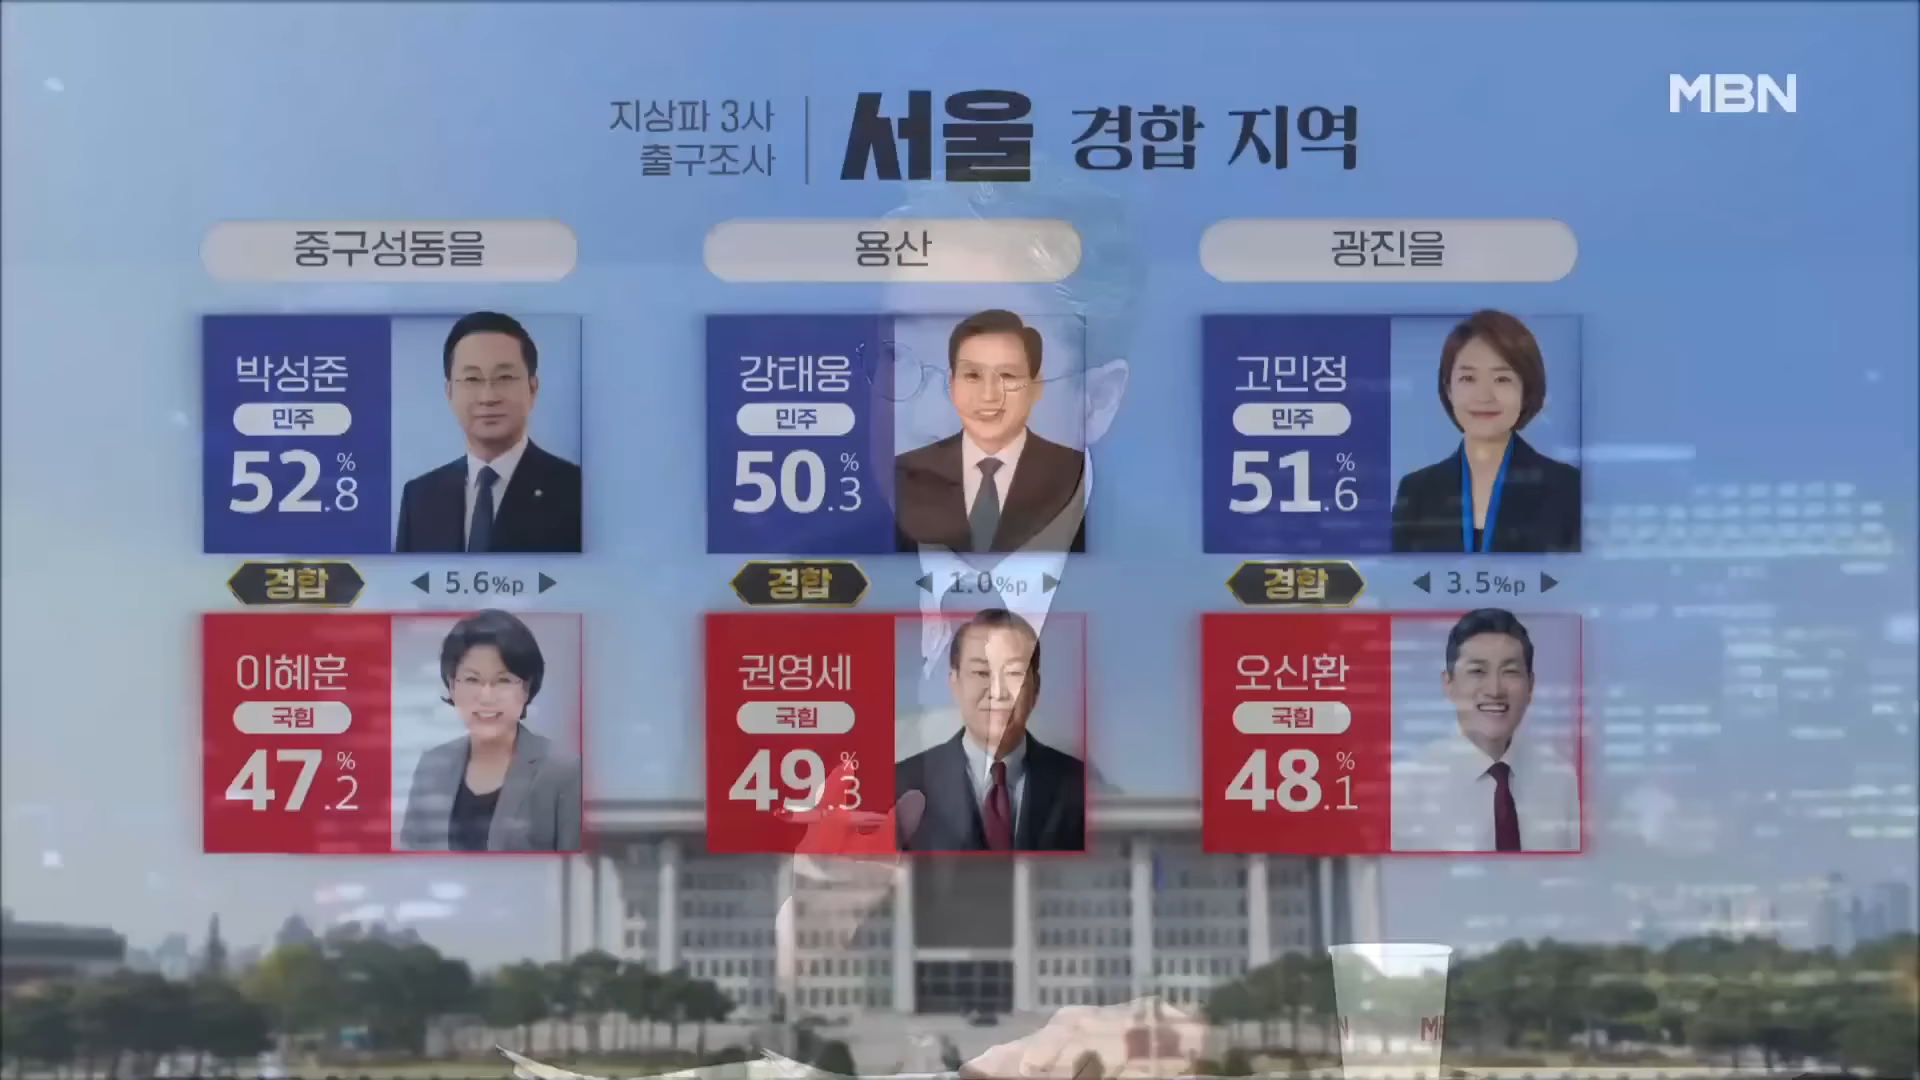 MBN
지상파 3사
출구조사
서울 경합 지역
중구성동을
박성준
민주
52.8%
경합
◀ 5.6%p ▶
이혜훈
국힘
47.2%
용산
강태웅
민주
50.3%
경합
◀ 1.0%p ▶
권영세
국힘
49.3%
광진을
고민정
민주
51.6%
경합
◀ 3.5%p ▶
오신환
국힘
48.1%